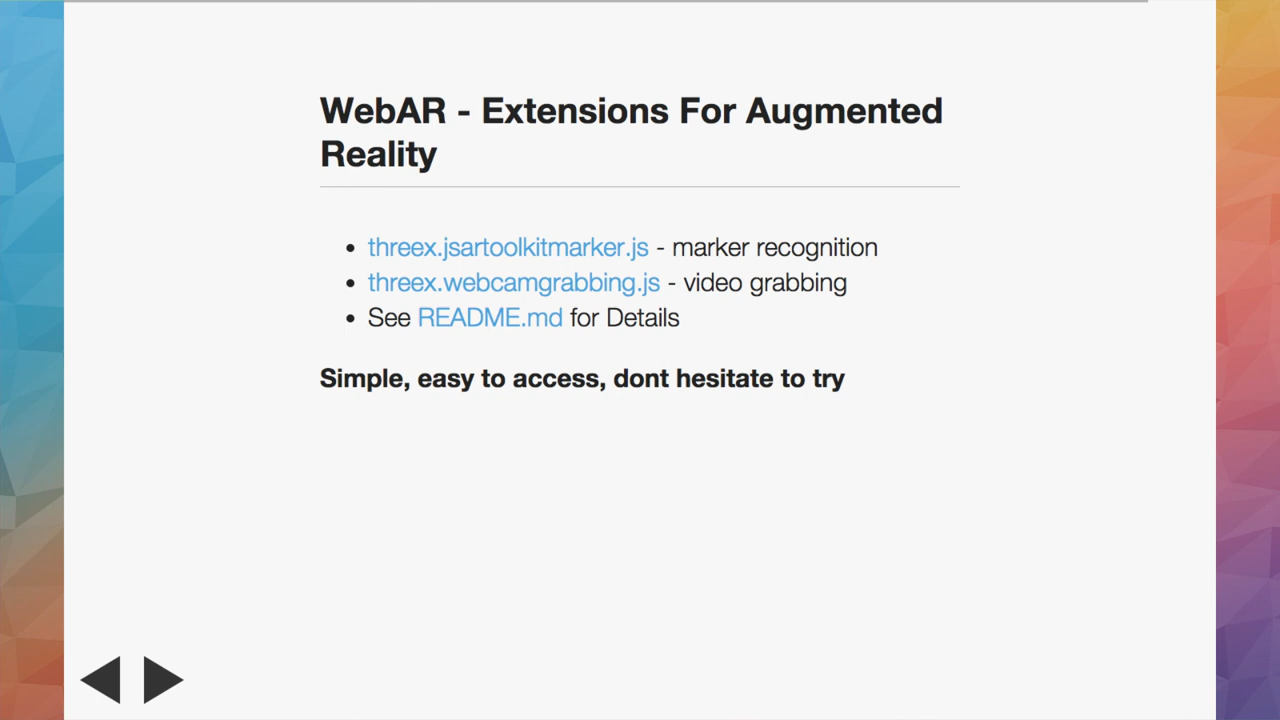 WebAR - Extensions For Augmented
Reality
• threex.jsartoolkitmarker.js - marker recognition
• threex.webcamgrabbing.js - video grabbing
• See README.md for Details
Simple, easy to access, dont hesitate to try